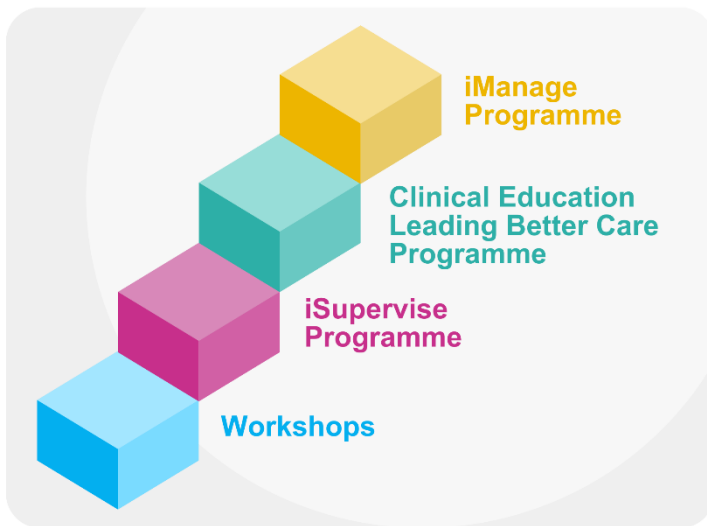 iManage
Programme
Clinical Education
Leading Better Care
Programme
iSupervise
Programme
Workshops